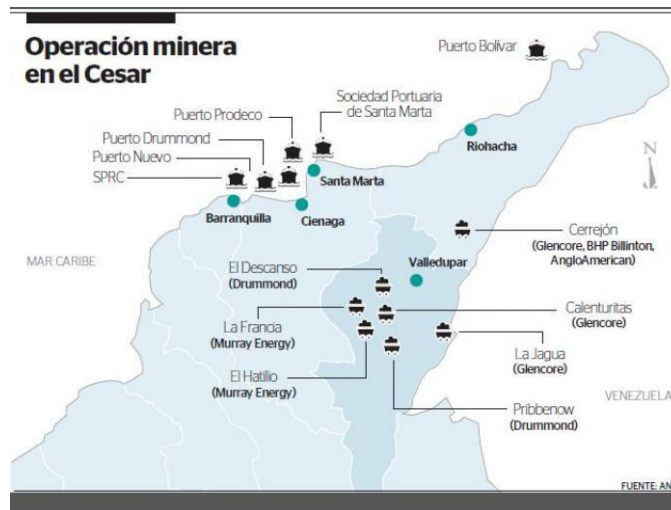 Operación minera
en el Cesar
Puerto Bolívar
Sociedad Portuaria
de Santa Marta
Puerto Prodeco
Puerto Drummond
Puerto Nuevo
SPRC
Riohacha
N
Santa Marta
Barranquilla
Cienaga
MAR CARIBE
Cerrejón
(Glencore, BHP Billinton,
AngloAmerican)
El Descanso
(Drummond)
Valledupar
La Francia
(Murray Energy)
Calenturitas
(Glencore)
El Hatilio
(Murray Energy)
La Jagua
(Glencore)
Pribbenow
(Drummond)
VENEZUELA
FUENTE: AN